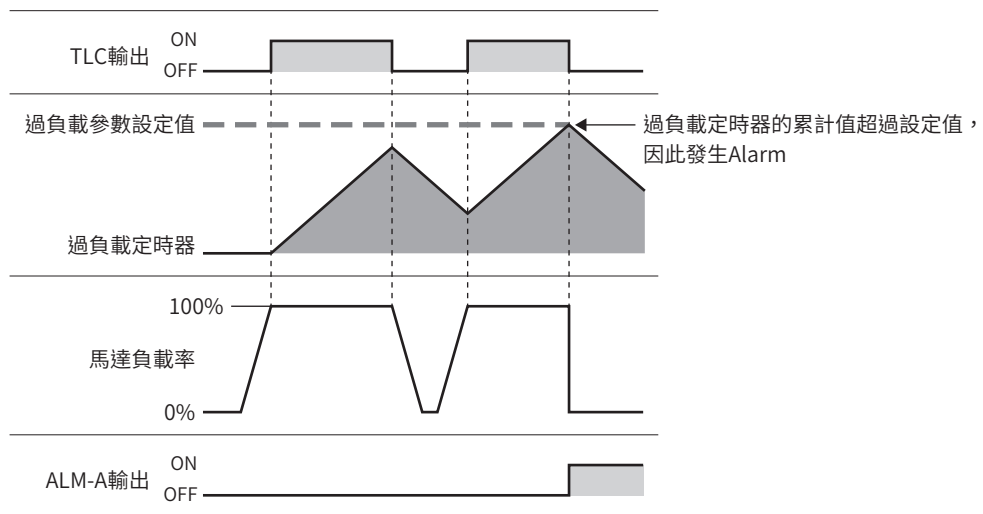 TLC輸出
ON
OFF
過負載參數設定值
過負載定時器的累計值超過設定值，
因此發生Alarm
過負載定時器
100%
馬達負載率
0%
ALM-A輸出
ON
OFF